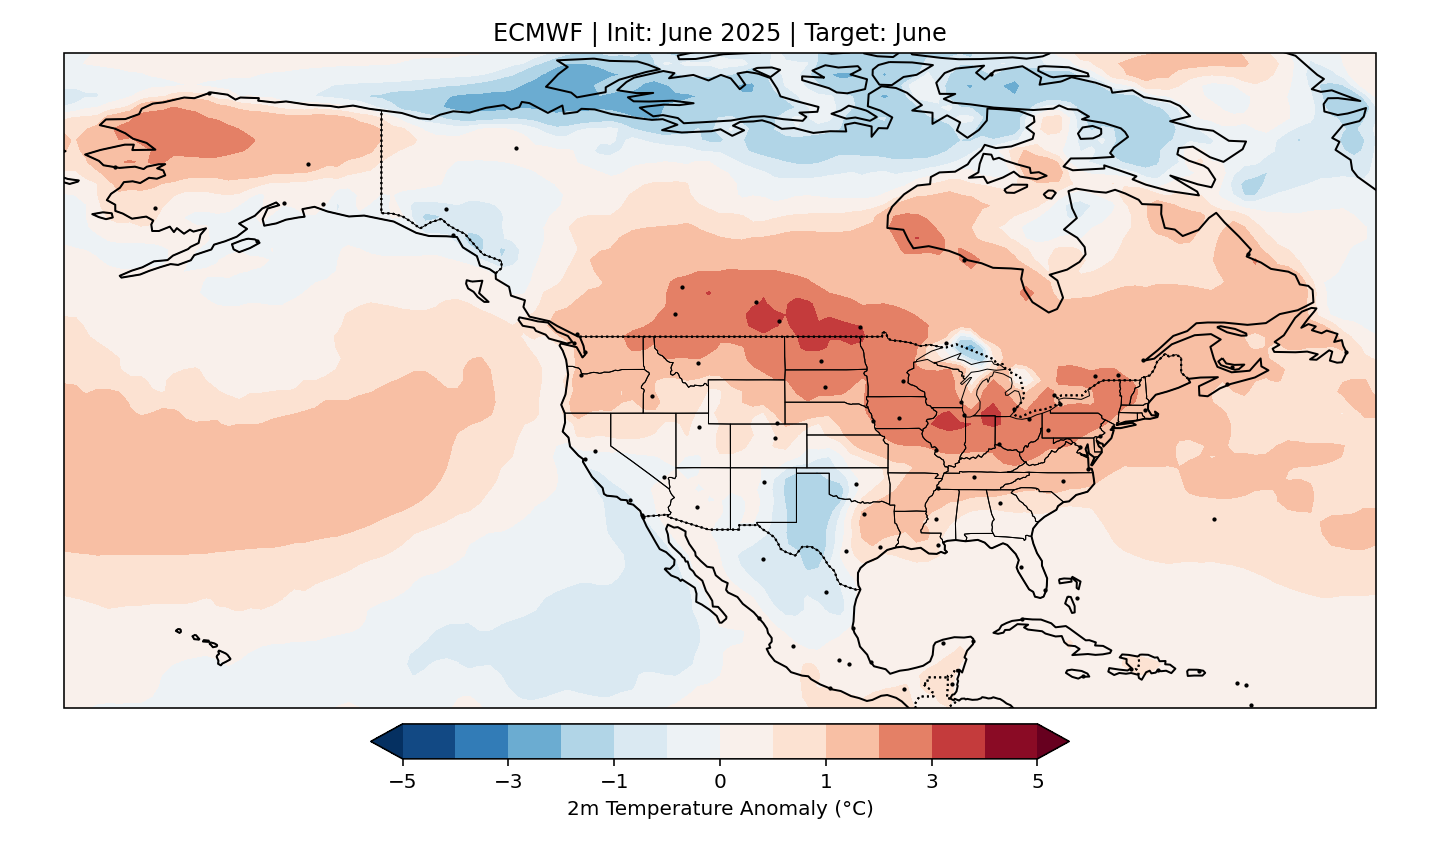 ECMWF | Init: June 2025 | Target: June
−5 −3 −1 0 1 3 5
2m Temperature Anomaly (°C)